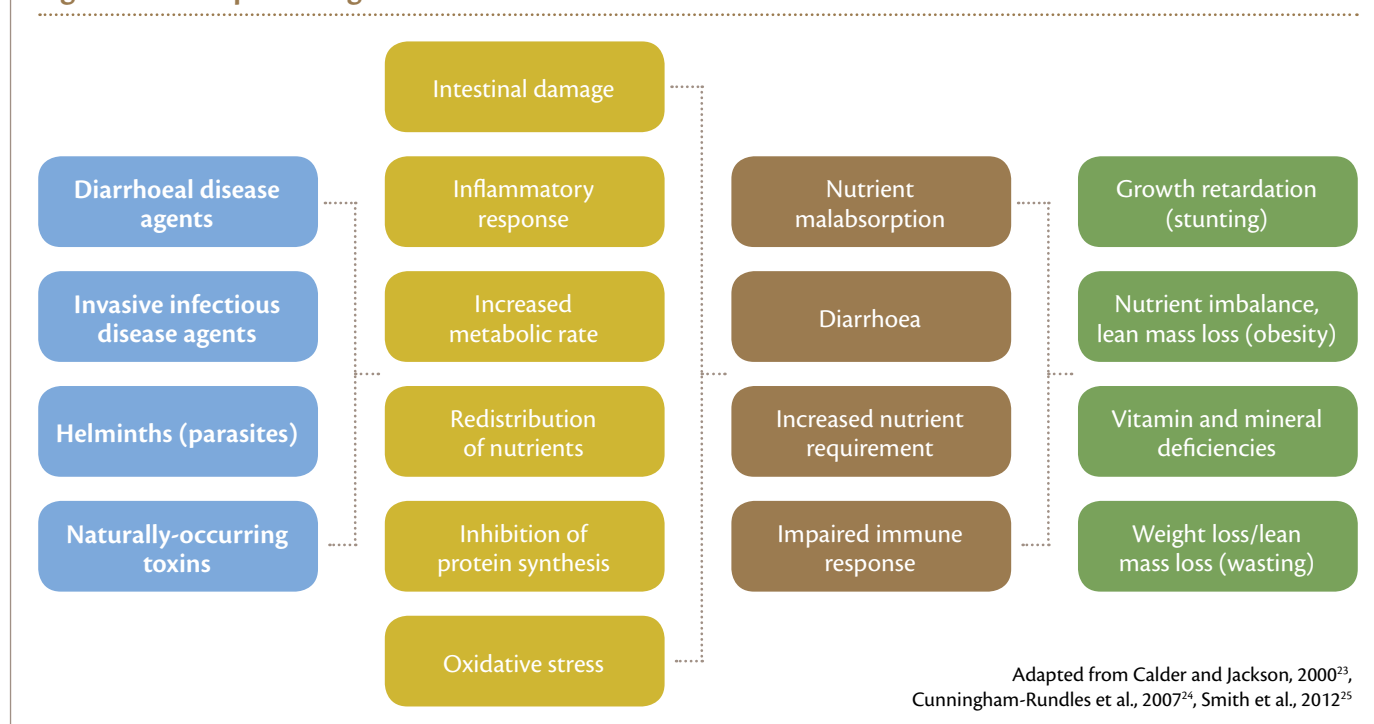 Intestinal damage
Diarrhoeal disease
agents
Inflammatory
response
Nutrient
malabsorption
Growth retardation
(stunting)
Invasive infectious
disease agents
Increased
metabolic rate
Diarrhoea
Nutrient imbalance,
lean mass loss (obesity)
Helminths (parasites)
Redistribution
of nutrients
Increased nutrient
requirement
Vitamin and mineral
deficiencies
Naturally-occurring
toxins
Inhibition of
protein synthesis
Impaired immune
response
Weight loss/lean
mass loss (wasting)
Oxidative stress
Adapted from Calder and Jackson, 2000²³,
Cunningham-Rundles et al., 2007²⁴, Smith et al., 2012²⁵